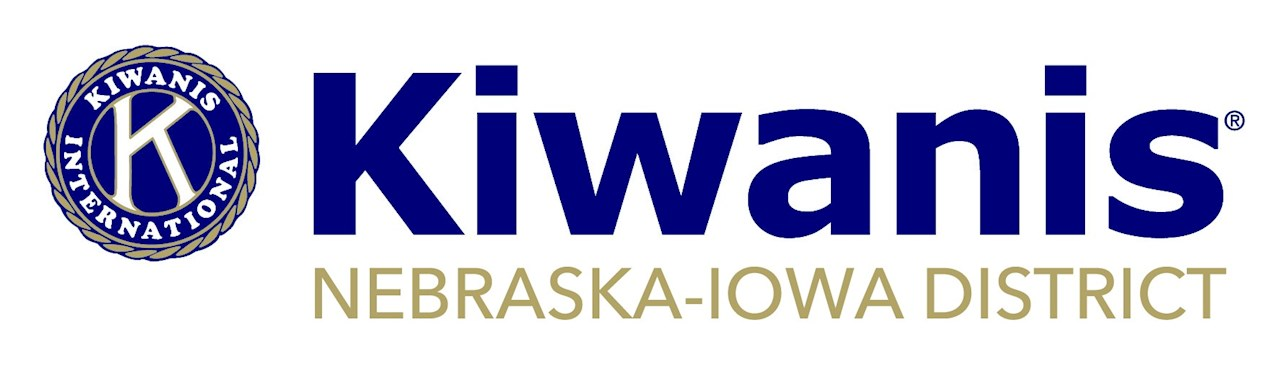 KIWANIS
K
INTERNATIONAL
Kiwanis®
NEBRASKA-IOWA DISTRICT